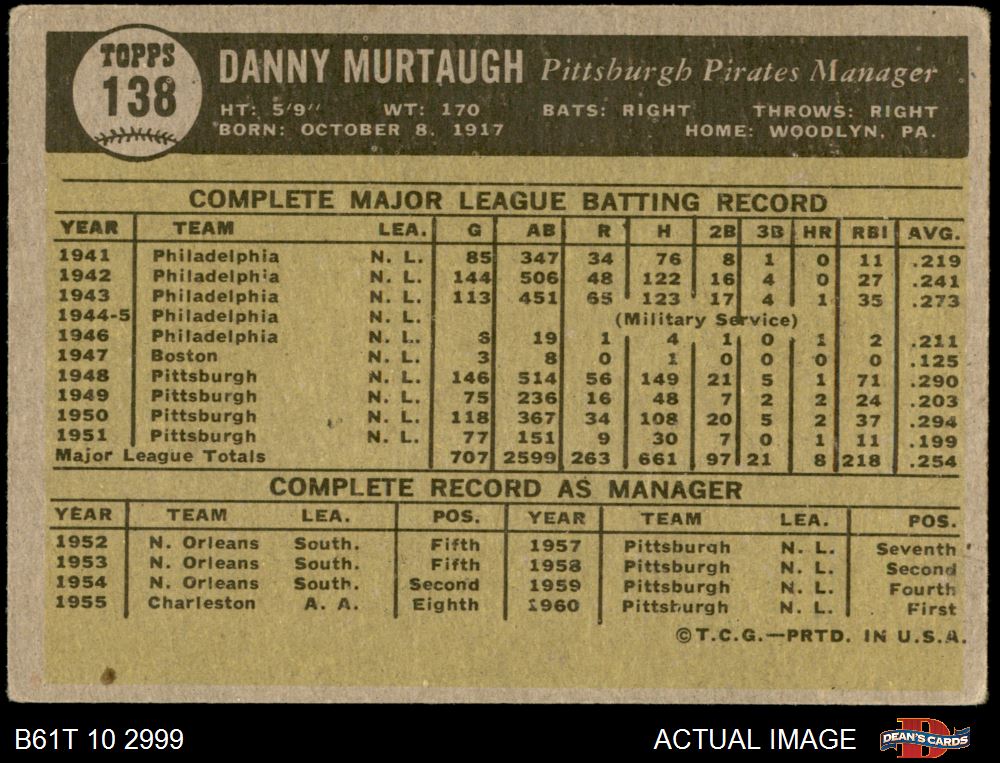 TOPPS
138
DANNY MURTAUGH Pittsburgh Pirates Manager
HT: 5'9" WT: 170 BATS: RIGHT THROWS: RIGHT
BORN: OCTOBER 8, 1917 HOME: WOODLYN, PA.
COMPLETE MAJOR LEAGUE BATTING RECORD
YEAR TEAM LEA. G AB R H 2B 3B HR RBI AVG.
1941 Philadelphia N. L. 85 347 34 76 8 1 0 11 .219
1942 Philadelphia N. L. 144 506 48 122 16 4 0 27 .241
1943 Philadelphia N. L. 113 451 65 123 17 4 1 35 .273
1944-5 Philadelphia N. L. (Military Service)
1946 Philadelphia N. L. 19 1 4 1 0 1 2 .211
1947 Boston N. L. 3 8 0 1 0 0 0 0 .125
1948 Pittsburgh N. L. 146 514 56 149 21 5 1 71 .290
1949 Pittsburgh N. L. 75 236 16 48 7 2 2 24 .203
1950 Pittsburgh N. L. 118 367 34 108 20 5 2 37 .294
1951 Pittsburgh N. L. 77 151 9 30 7 0 1 11 .199
Major League Totals 707 2599 263 661 97 21 8 218 .254
COMPLETE RECORD AS MANAGER
YEAR TEAM LEA. POS. YEAR TEAM LEA. POS.
1952 N. Orleans South. Fifth 1957 Pittsburgh N. L. Seventh
1953 N. Orleans South. Fifth 1958 Pittsburgh N. L. Second
1954 N. Orleans South. Second 1959 Pittsburgh N. L. Fourth
1955 Charleston A. A. Eighth 1960 Pittsburgh N. L. First
©T.C.G.—PRTD. IN U.S.A.
B61T 10 2999 ACTUAL IMAGE DEAN'S CARDS